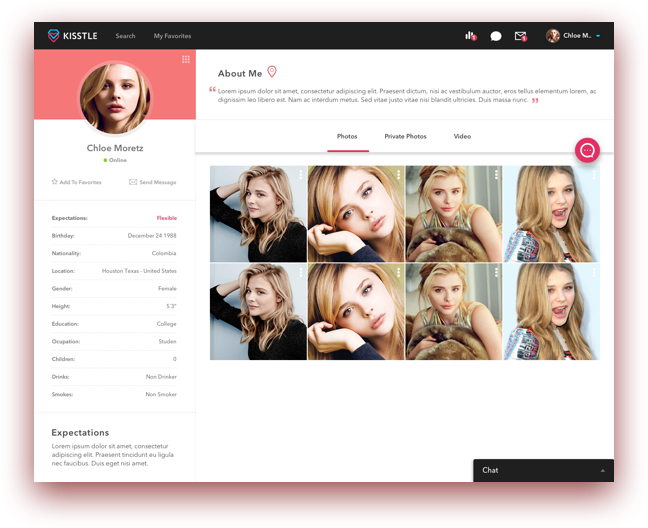 KISSTLE Search My Favorites Chloe M..
About Me
Lorem ipsum dolor sit amet, consectetur adipiscing elit. Praesent dictum, nisi ac vestibulum auctor, eros tellus elementum lorem, ac
dignissim leo libero est. Nam ac interdum metus. Sed vitae justo vitae nisi blandit ultricies. Duis massa nunc.
Photos Private Photos Video
Chloe Moretz
Online
Add To Favorites Send Message
Expectations: Flexible
Birthday: December 24 1988
Nationality: Colombia
Location: Houston Texas - United States
Gender: Female
Height: 5´3"
Education: College
Ocupation: Studen
Children: 0
Drinks: Non Drinker
Smokes: Non Smoker
Expectations
Lorem ipsum dolor sit amet, consectetur
adipiscing elit. Praesent tincidunt eu ligula
nec faucibus. Duis eget nisi amet.
Chat